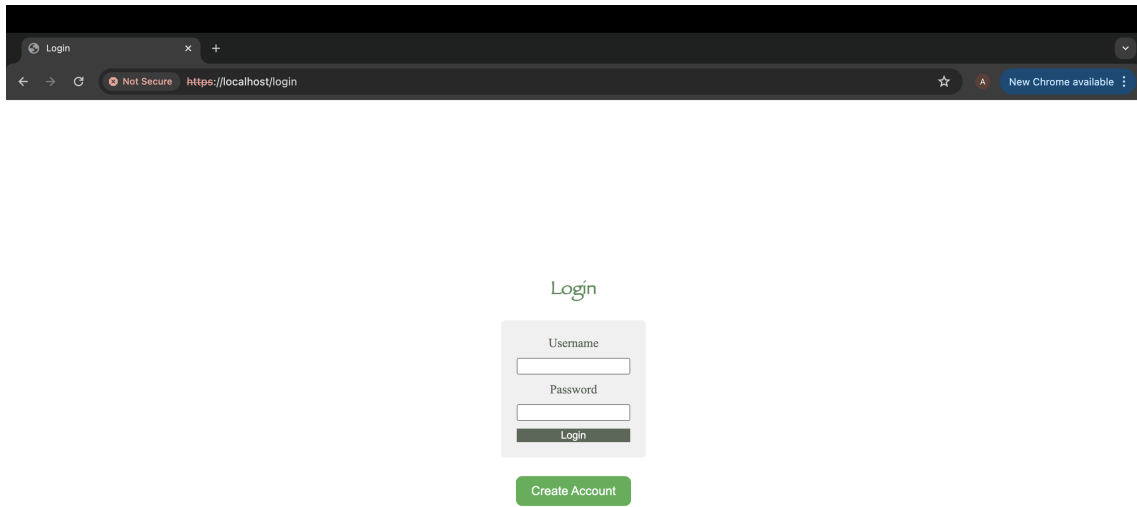 Login
Not Secure https://localhost/login A New Chrome available
Login
Username
Password
Login
Create Account